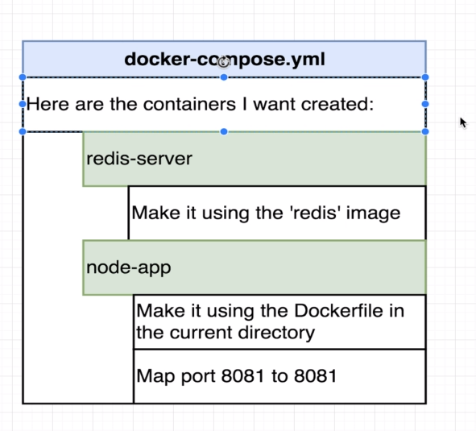 docker-compose.yml
Here are the containers I want created:
redis-server
Make it using the 'redis' image
node-app
Make it using the Dockerfile in
the current directory
Map port 8081 to 8081